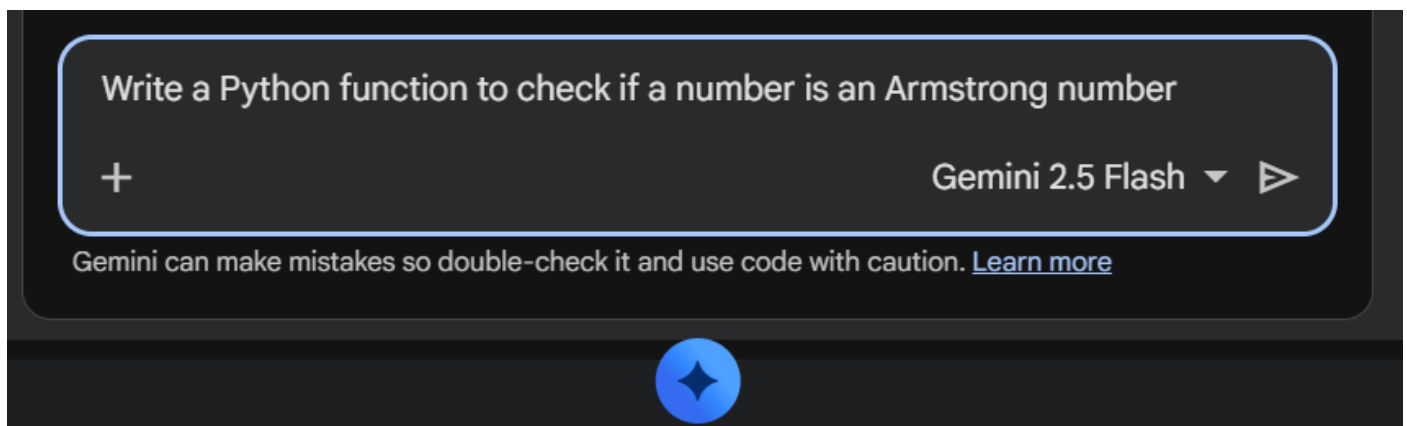 Write a Python function to check if a number is an Armstrong number
Gemini 2.5 Flash
Gemini can make mistakes so double-check it and use code with caution. Learn more